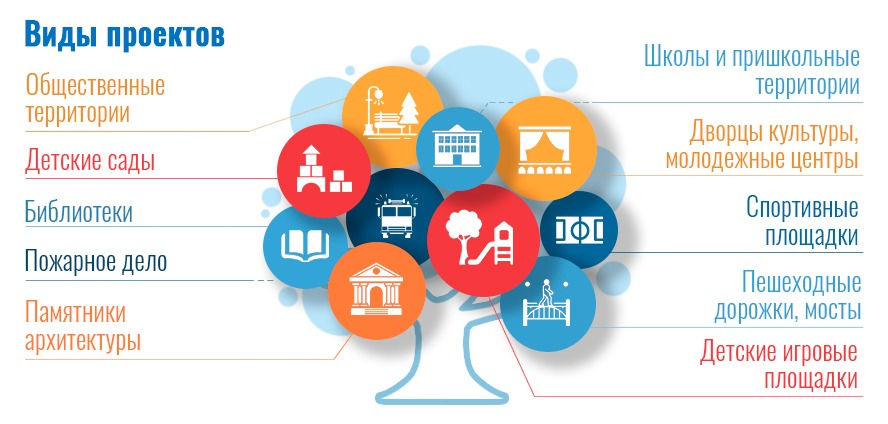 Виды проектов
Общественные
территории
Детские сады
Библиотеки
Пожарное дело
Памятники
архитектуры
Школы и пришкольные
территории
Дворцы культуры,
молодежные центры
Спортивные
площадки
Пешеходные
дорожки, мосты
Детские игровые
площадки